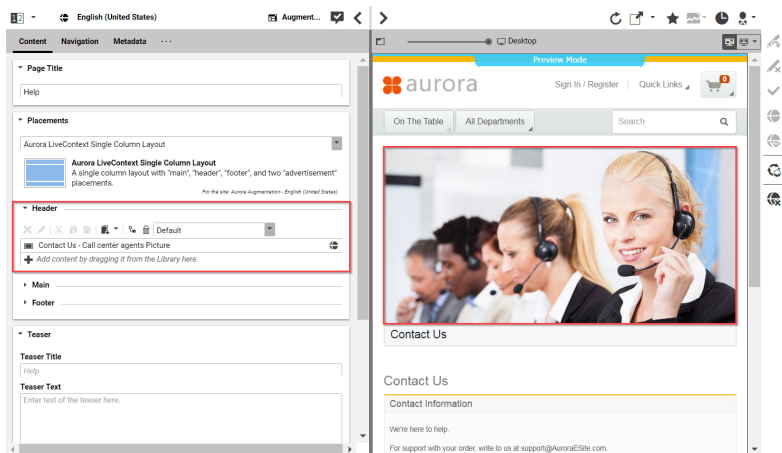 English (United States)
Augment...
Content Navigation Metadata ...
Page Title
Help
Placements
Aurora LiveContext Single Column Layout
Aurora LiveContext Single Column Layout
A single column layout with "main", "header", "footer", and two "advertisement"
placements.
For the site: Aurora Augmentation - English (United States)
Header
Default
Contact Us - Call center agents Picture
Add content by dragging it from the Library here.
Main
Footer
Teaser
Teaser Title
Help
Teaser Text
Enter text of the teaser here.
Desktop
Preview Mode
aurora
Sign In / Register Quick Links 0
On The Table All Departments Search
Contact Us
Contact Us
Contact Information
We're here to help.
For support with your order, write to us at support@AuroraESite.com.